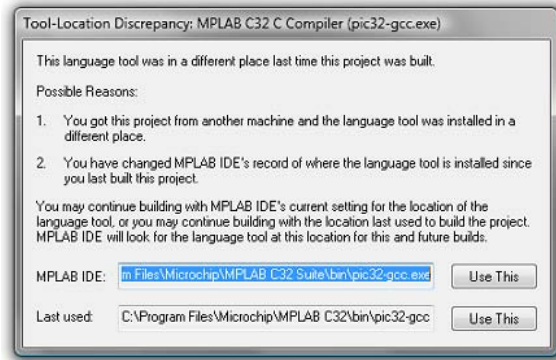 Tool-Location Discrepancy: MPLAB C32 C Compiler (pic32-gcc.exe)
This language tool was in a different place last time this project was built.
Possible Reasons:
1. You got this project from another machine and the language tool was installed in a
different place.
2. You have changed MPLAB IDE's record of where the language tool is installed since
you last built this project.
You may continue building with MPLAB IDE's current setting for the location of the
language tool, or you may continue building with the location last used to build the project.
MPLAB IDE will look for the language tool at this location for this and future builds.
MPLAB IDE: m Files\Microchip\MPLAB C32 Suite\bin\pic32-gcc.exe Use This
Last used: C:\Program Files\Microchip\MPLAB C32\bin\pic32-gcc Use This